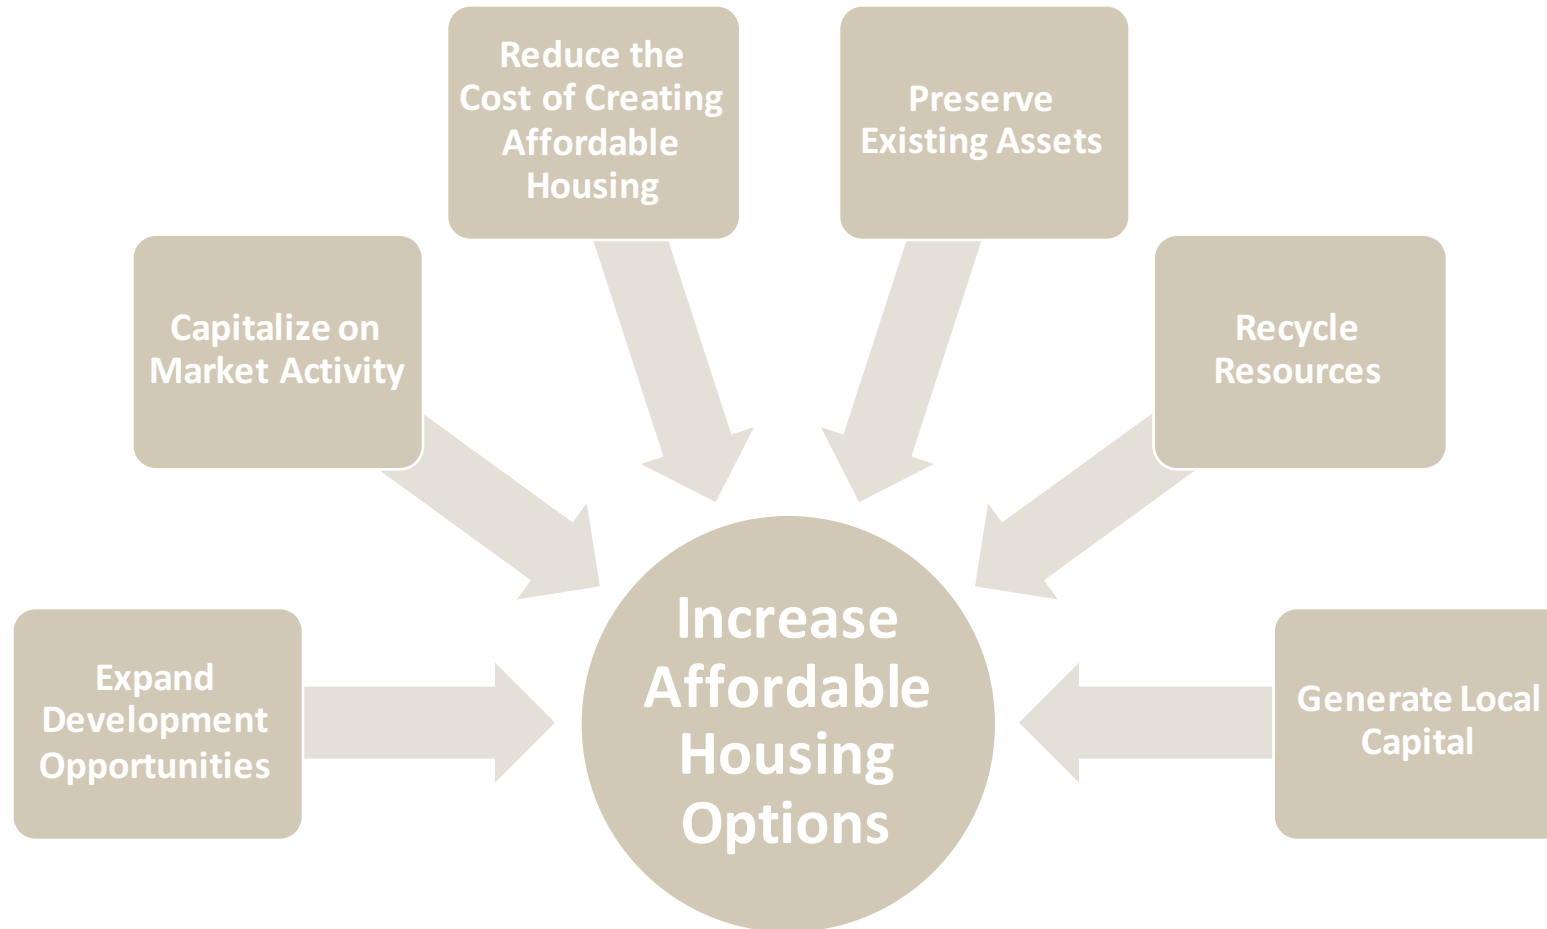 Reduce the
Cost of Creating
Affordable
Housing
Preserve
Existing Assets
Capitalize on
Market Activity
Recycle
Resources
Expand
Development
Opportunities
Increase
Affordable
Housing
Options
Generate Local
Capital